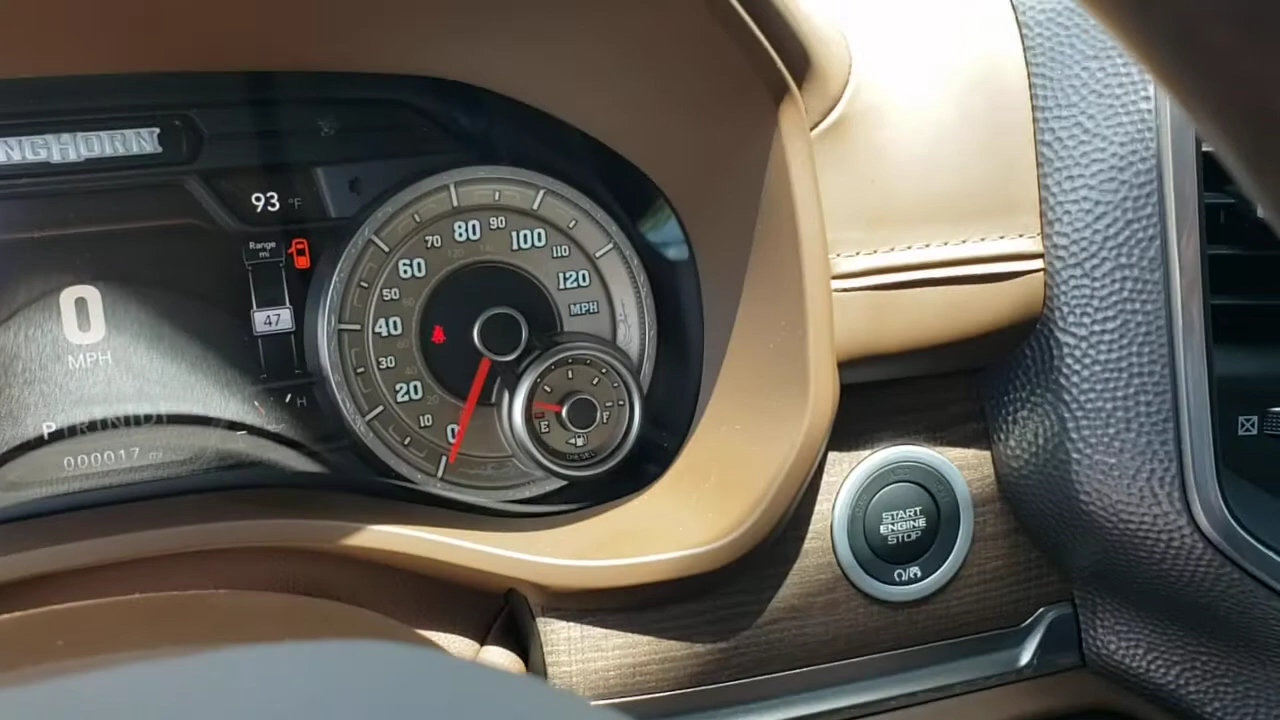 NGHORN
93 °F
Range
mi
47
0
MPH
P R N D
000017 mi
H
0
10
20
30
40
50
60
70
80
90
100
110
120
MPH
E
F
DIESEL
START
ENGINE
STOP